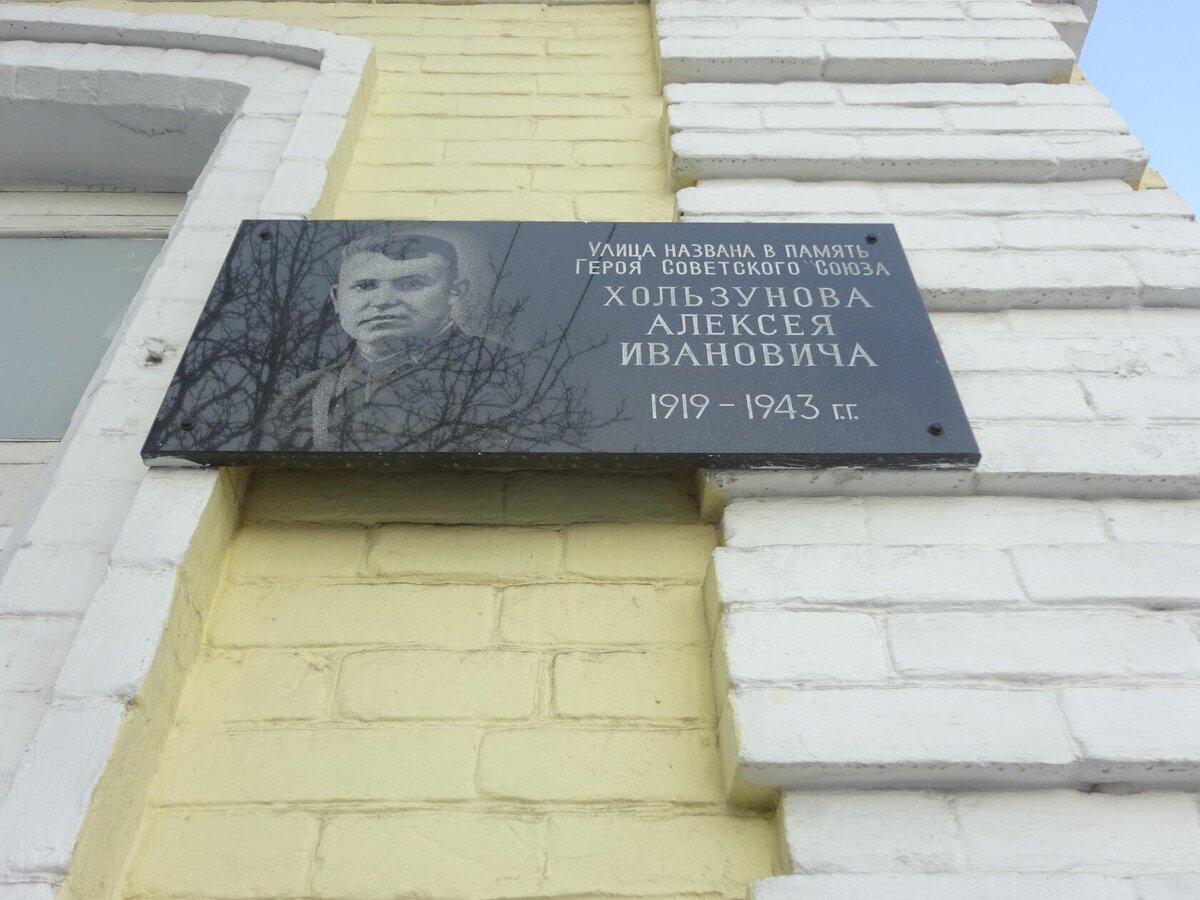 Улица названа в память
Героя Советского Союза
ХОЛЬЗУНОВА
АЛЕКСЕЯ
ИВАНОВИЧА
1919 – 1943 г.г.